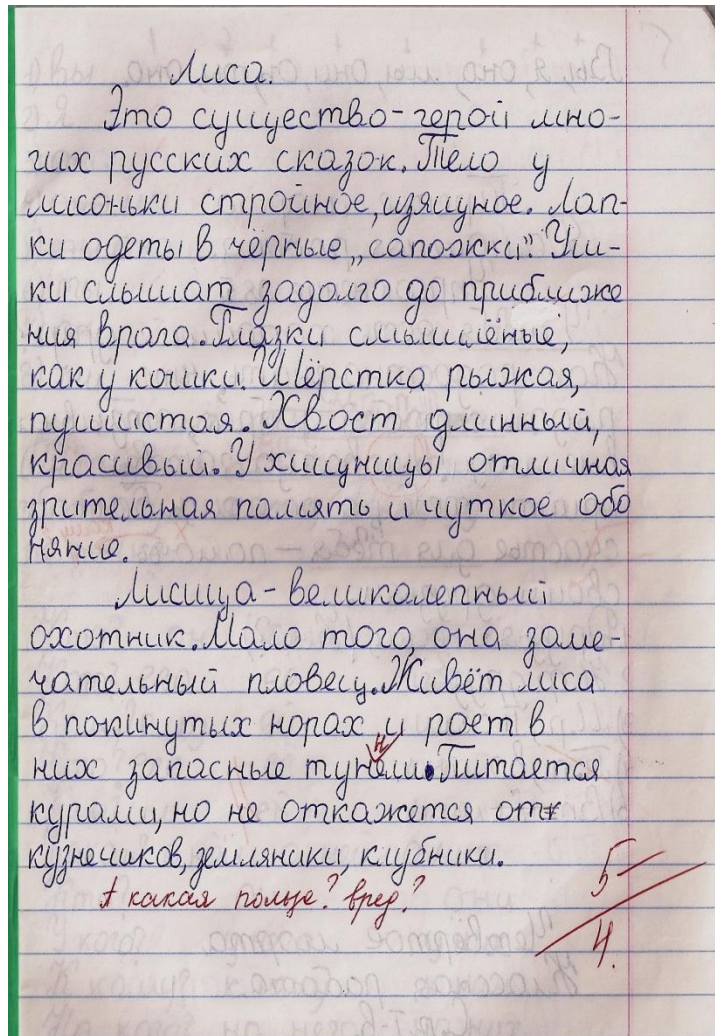 Лиса.
Это существо - герой мно-
гих русских сказок. Тело у
лисоньки стройное, изящное. Лап-
ки одеты в чёрные „сапожки”. Уш-
ки слышат задолго до приближе
ния врага. Глазки смышлёные,
как у кошки. Шёрстка рыжая,
пушистая. Хвост длинный,
красивый. У хищницы отличная
зрительная память и чуткое обо
няние.
Лисица - великолепный
охотник. Мало того, она заме-
чательный пловец. Живёт лиса
в покинутых норах и роет в
н
них запасные тунели. Питается
курами, но не откажется от
кузнечиков, земляники, клубники.
А какая польза? вред?
5-
4.